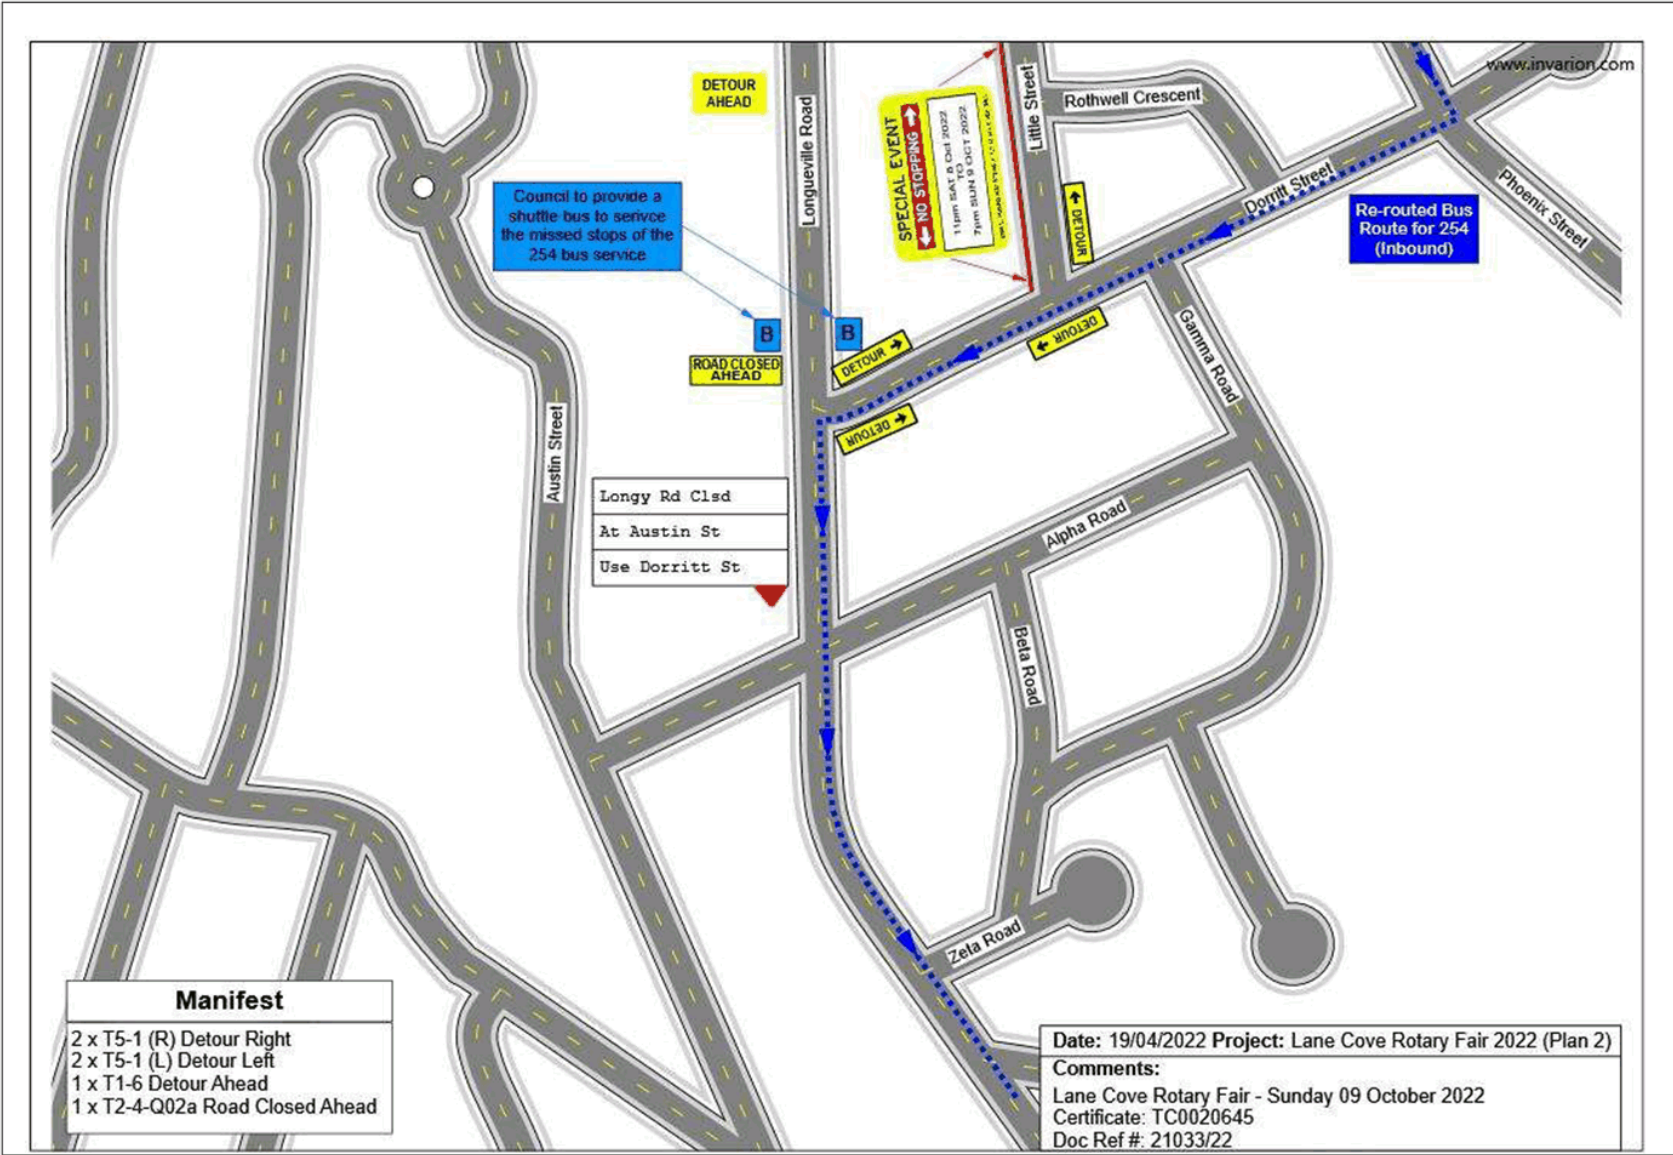 www.invarion.com
DETOUR
AHEAD
Longueville Road
SPECIAL EVENT
NO STOPPING
11pm SAT 8 Oct 2022
TO
7pm SUN 9 OCT 2022
Little Street
Rothwell Crescent
Dorritt Street
Phoenix Street
DETOUR
Council to provide a
shuttle bus to serivce
the missed stops of the
254 bus service
Re-routed Bus
Route for 254
(Inbound)
B
B
DETOUR
DETOUR
ROAD CLOSED
AHEAD
Gamma Road
DETOUR
Austin Street
Longy Rd Clsd
At Austin St
Use Dorritt St
Alpha Road
Beta Road
Zeta Road
Manifest
2 x T5-1 (R) Detour Right
2 x T5-1 (L) Detour Left
1 x T1-6 Detour Ahead
1 x T2-4-Q02a Road Closed Ahead
Date: 19/04/2022 Project: Lane Cove Rotary Fair 2022 (Plan 2)
Comments:
Lane Cove Rotary Fair - Sunday 09 October 2022
Certificate: TC0020645
Doc Ref #: 21033/22